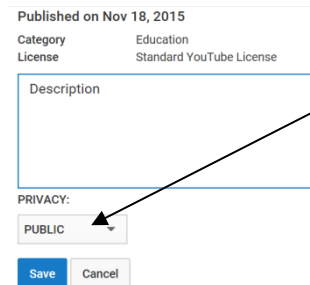 Published on Nov 18, 2015
Category Education
License Standard YouTube License
Description
PRIVACY:
PUBLIC
Save Cancel